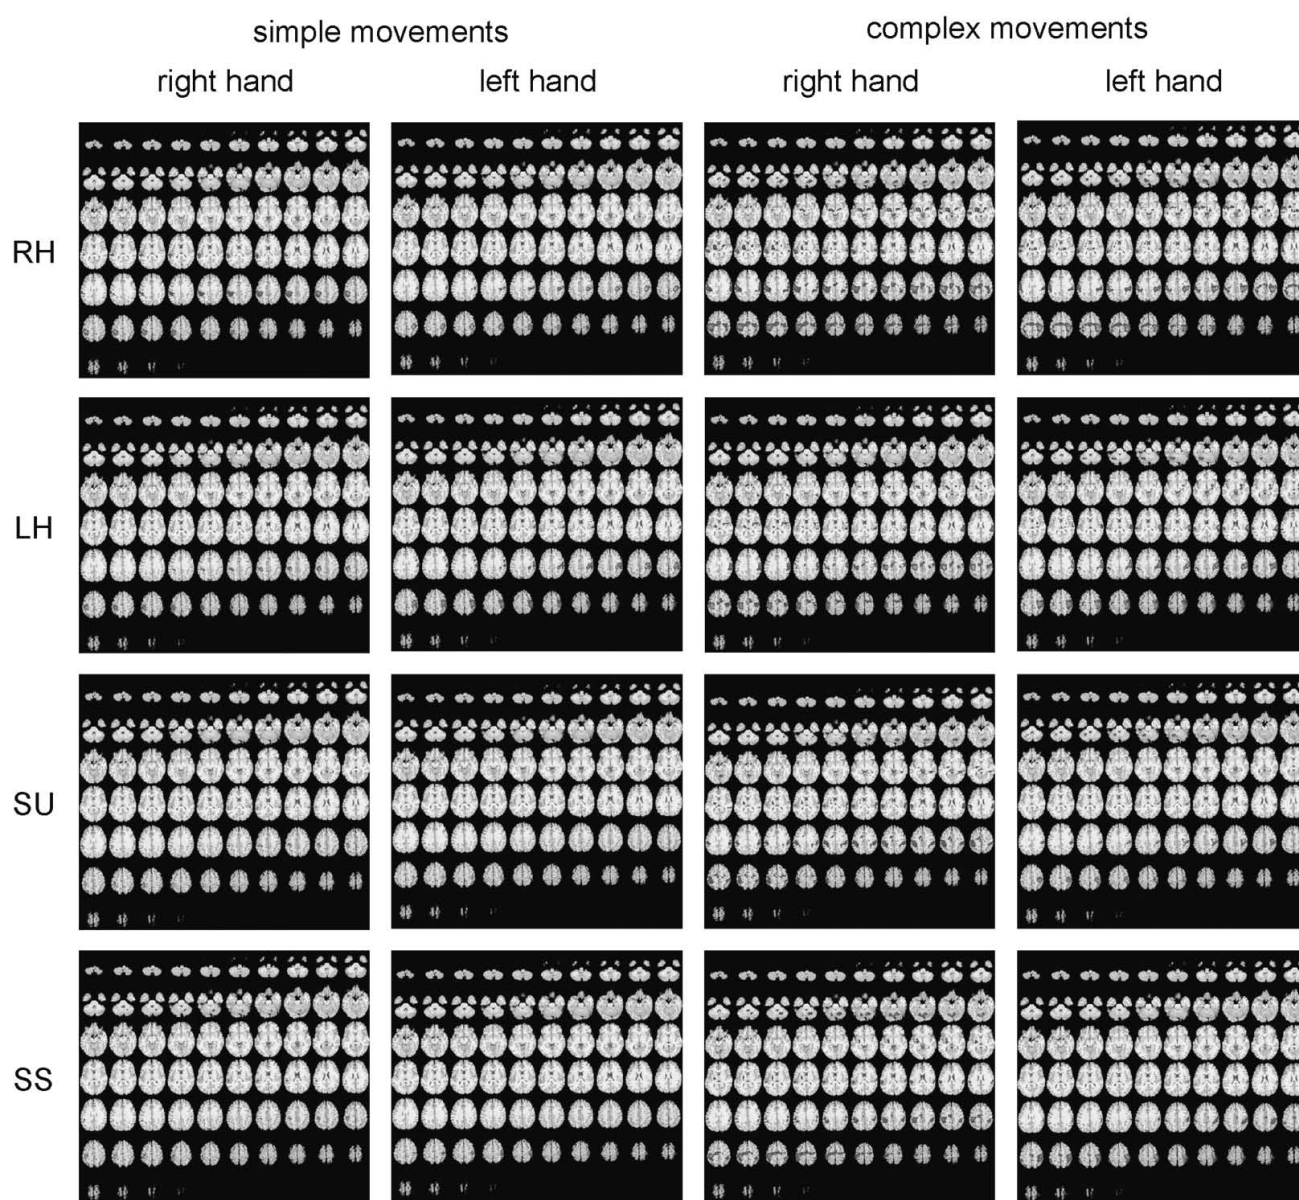 simple movements complex movements
right hand left hand right hand left hand
RH
LH
SU
SS